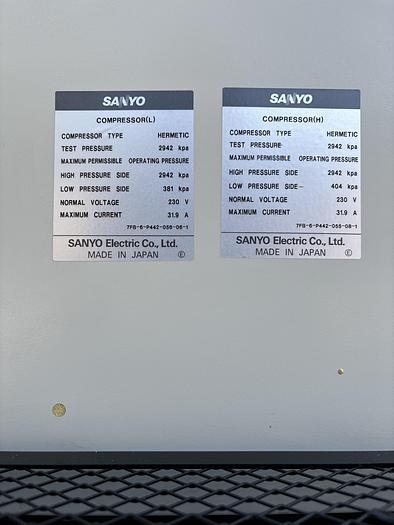 SANYO
COMPRESSOR(L)
COMPRESSOR TYPE HERMETIC
TEST PRESSURE 2942 kpa
MAXIMUM PERMISSIBLE OPERATING PRESSURE
HIGH PRESSURE SIDE 2942 kpa
LOW PRESSURE SIDE 381 kpa
NORMAL VOLTAGE 230 V
MAXIMUM CURRENT 31.9 A
7FB-6-P442-056-06-1
SANYO Electric Co., Ltd.
MADE IN JAPAN Ⓔ
SANYO
COMPRESSOR(H)
COMPRESSOR TYPE HERMETIC
TEST PRESSURE 2942 kpa
MAXIMUM PERMISSIBLE OPERATING PRESSURE
HIGH PRESSURE SIDE 2942 kpa
LOW PRESSURE SIDE 404 kpa
NORMAL VOLTAGE 230 V
MAXIMUM CURRENT 31.9 A
7FB-6-P442-055-08-1
SANYO Electric Co., Ltd.
MADE IN JAPAN Ⓔ